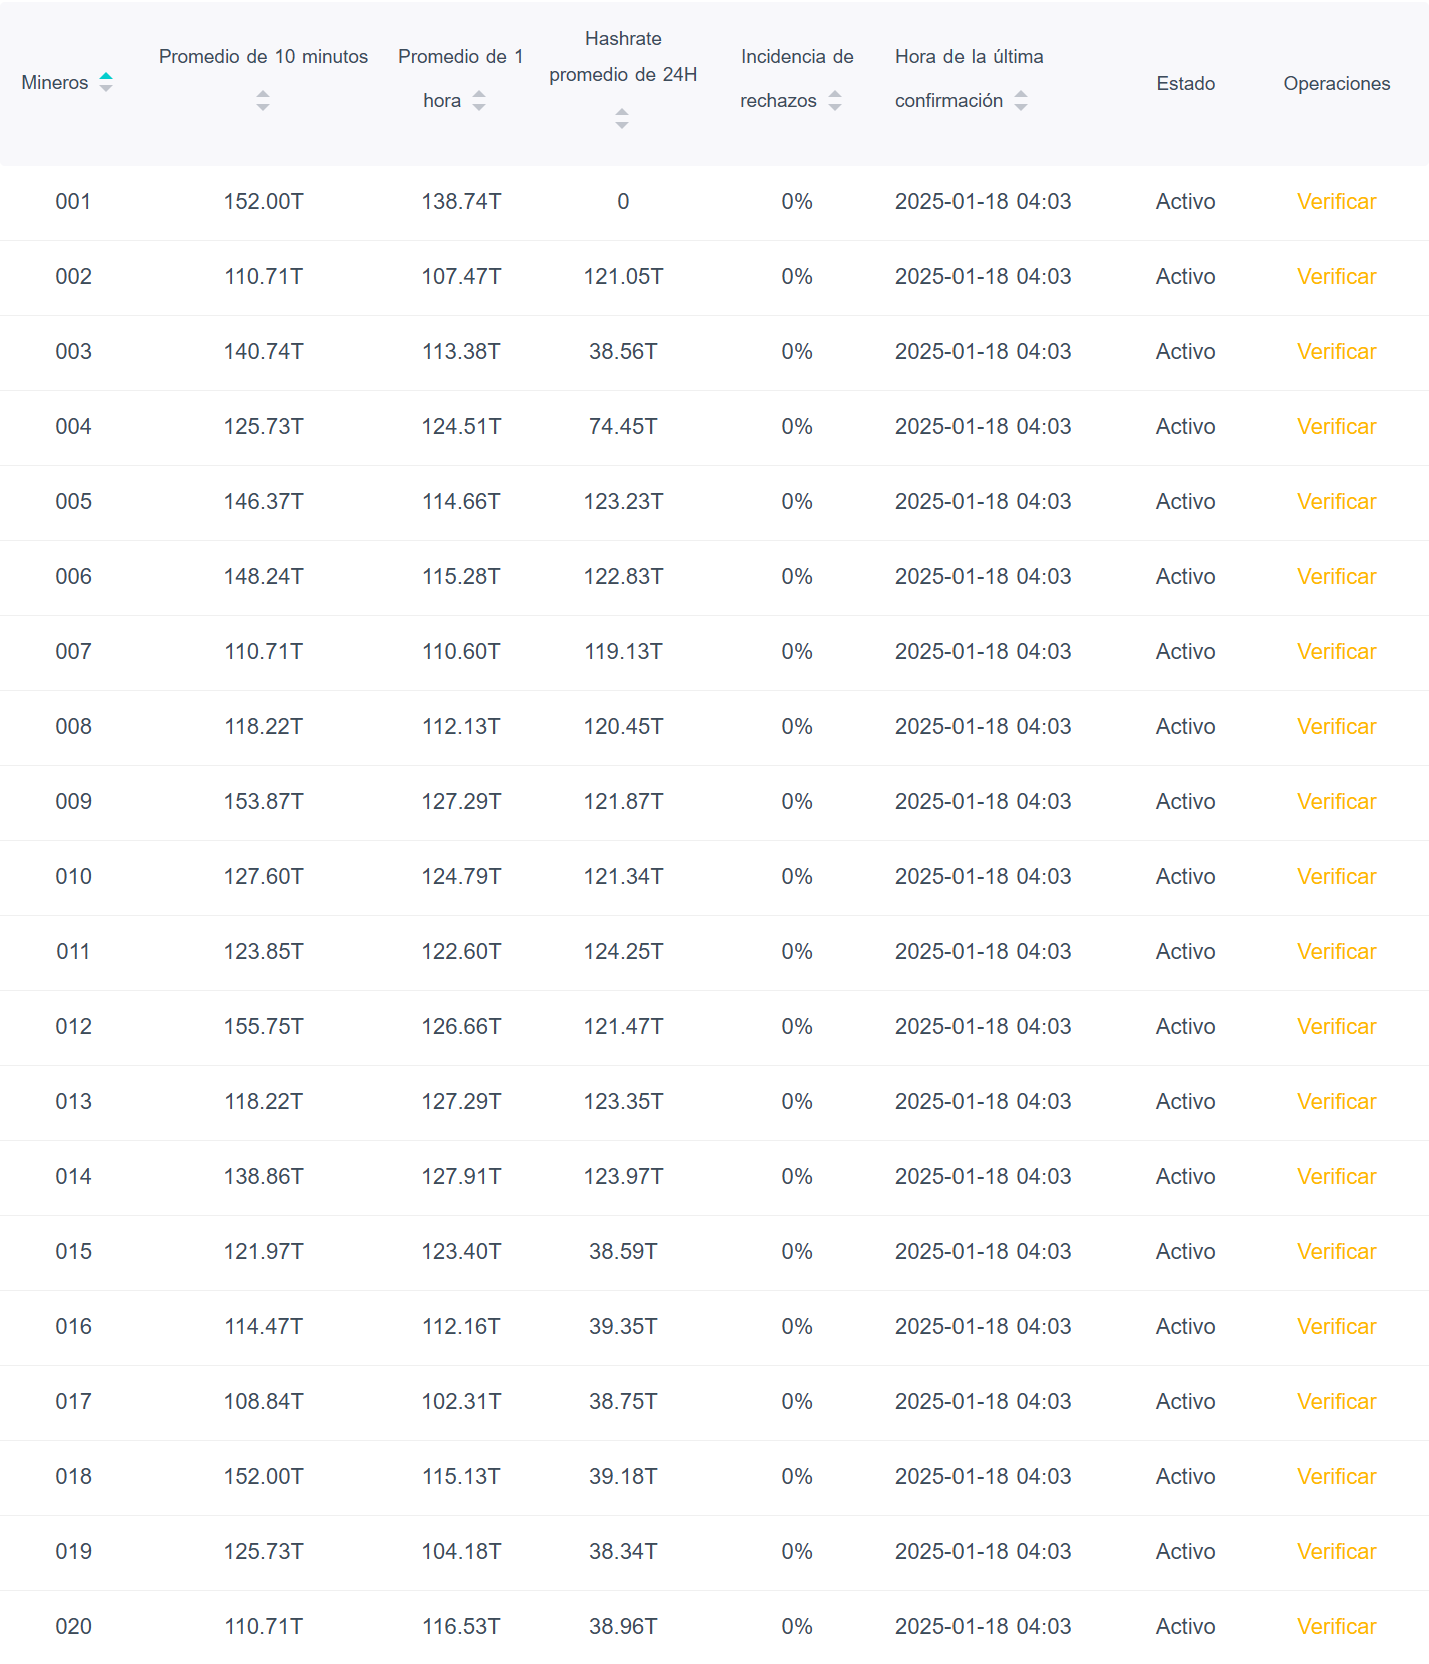 Mineros Promedio de 10 minutos Promedio de 1 hora Hashrate promedio de 24H Incidencia de rechazos Hora de la última confirmación Estado Operaciones
001 152.00T 138.74T 0 0% 2025-01-18 04:03 Activo Verificar
002 110.71T 107.47T 121.05T 0% 2025-01-18 04:03 Activo Verificar
003 140.74T 113.38T 38.56T 0% 2025-01-18 04:03 Activo Verificar
004 125.73T 124.51T 74.45T 0% 2025-01-18 04:03 Activo Verificar
005 146.37T 114.66T 123.23T 0% 2025-01-18 04:03 Activo Verificar
006 148.24T 115.28T 122.83T 0% 2025-01-18 04:03 Activo Verificar
007 110.71T 110.60T 119.13T 0% 2025-01-18 04:03 Activo Verificar
008 118.22T 112.13T 120.45T 0% 2025-01-18 04:03 Activo Verificar
009 153.87T 127.29T 121.87T 0% 2025-01-18 04:03 Activo Verificar
010 127.60T 124.79T 121.34T 0% 2025-01-18 04:03 Activo Verificar
011 123.85T 122.60T 124.25T 0% 2025-01-18 04:03 Activo Verificar
012 155.75T 126.66T 121.47T 0% 2025-01-18 04:03 Activo Verificar
013 118.22T 127.29T 123.35T 0% 2025-01-18 04:03 Activo Verificar
014 138.86T 127.91T 123.97T 0% 2025-01-18 04:03 Activo Verificar
015 121.97T 123.40T 38.59T 0% 2025-01-18 04:03 Activo Verificar
016 114.47T 112.16T 39.35T 0% 2025-01-18 04:03 Activo Verificar
017 108.84T 102.31T 38.75T 0% 2025-01-18 04:03 Activo Verificar
018 152.00T 115.13T 39.18T 0% 2025-01-18 04:03 Activo Verificar
019 125.73T 104.18T 38.34T 0% 2025-01-18 04:03 Activo Verificar
020 110.71T 116.53T 38.96T 0% 2025-01-18 04:03 Activo Verificar